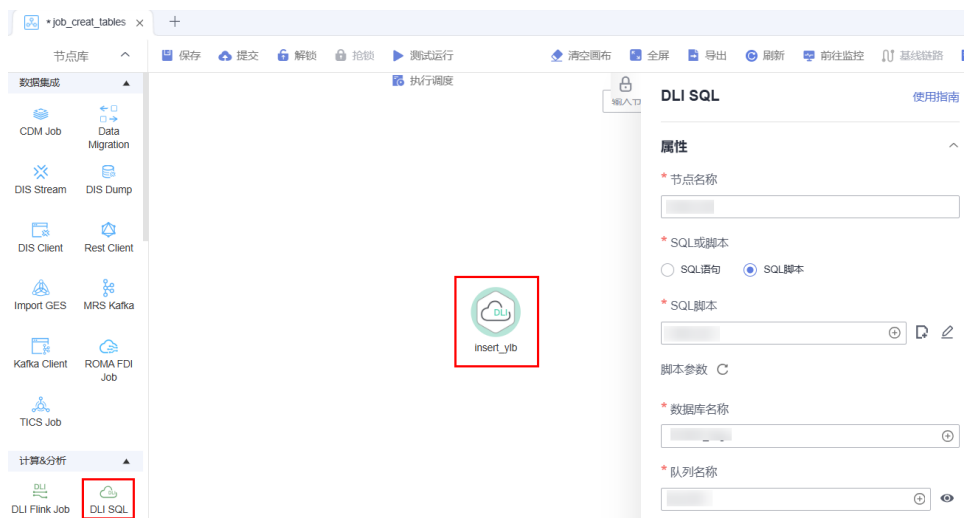 *job_creat_tables × +
节点库
保存 提交 解锁 抢锁 测试运行 清空画布 全屏 导出 刷新 前往监控 基线链路
执行调度
数据集成
CDM Job
Data
Migration
DIS Stream
DIS Dump
DIS Client
Rest Client
Import GES
MRS Kafka
Kafka Client
ROMA FDI
Job
TICS Job
计算&分析
DLI
DLI Flink Job
DLI SQL
DLI
insert_ylb
DLI SQL
使用指南
属性
* 节点名称
* SQL或脚本
SQL语句 SQL脚本
* SQL脚本
脚本参数
* 数据库名称
* 队列名称